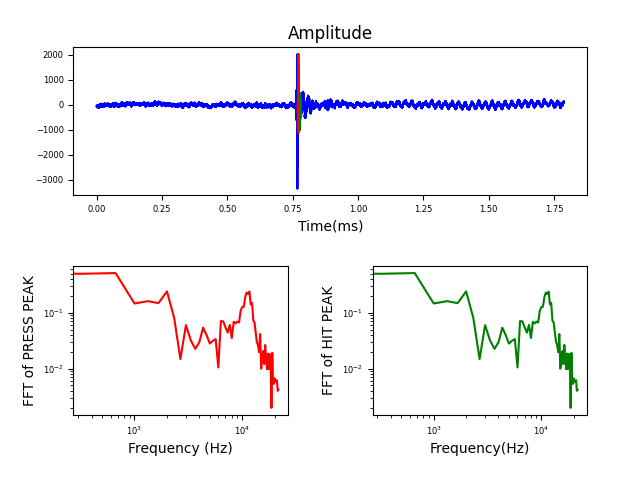 Amplitude
2000
1000
0
−1000
−2000
−3000
0.00 0.25 0.50 0.75 1.00 1.25 1.50 1.75
Time(ms)
FFT of PRESS PEAK
10⁻¹
10⁻²
10³ 10⁴
Frequency (Hz)
FFT of HIT PEAK
10⁻¹
10⁻²
10³ 10⁴
Frequency(Hz)